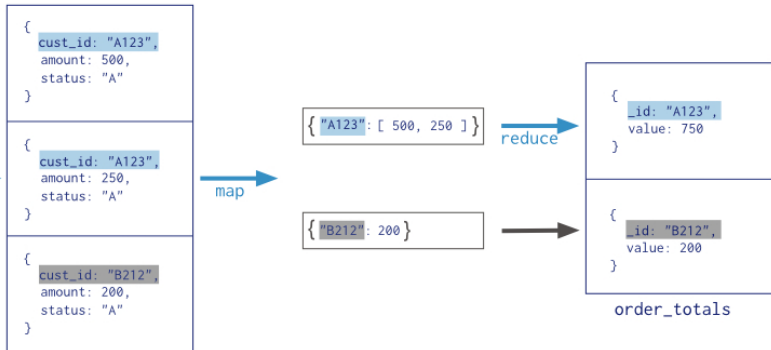 {
cust_id: "A123",
amount: 500,
status: "A"
}
{
cust_id: "A123",
amount: 250,
status: "A"
}
{
cust_id: "B212",
amount: 200,
status: "A"
}
map
{ "A123": [ 500, 250 ] }
{ "B212": 200 }
reduce
{
_id: "A123",
value: 750
}
{
_id: "B212",
value: 200
}
order_totals